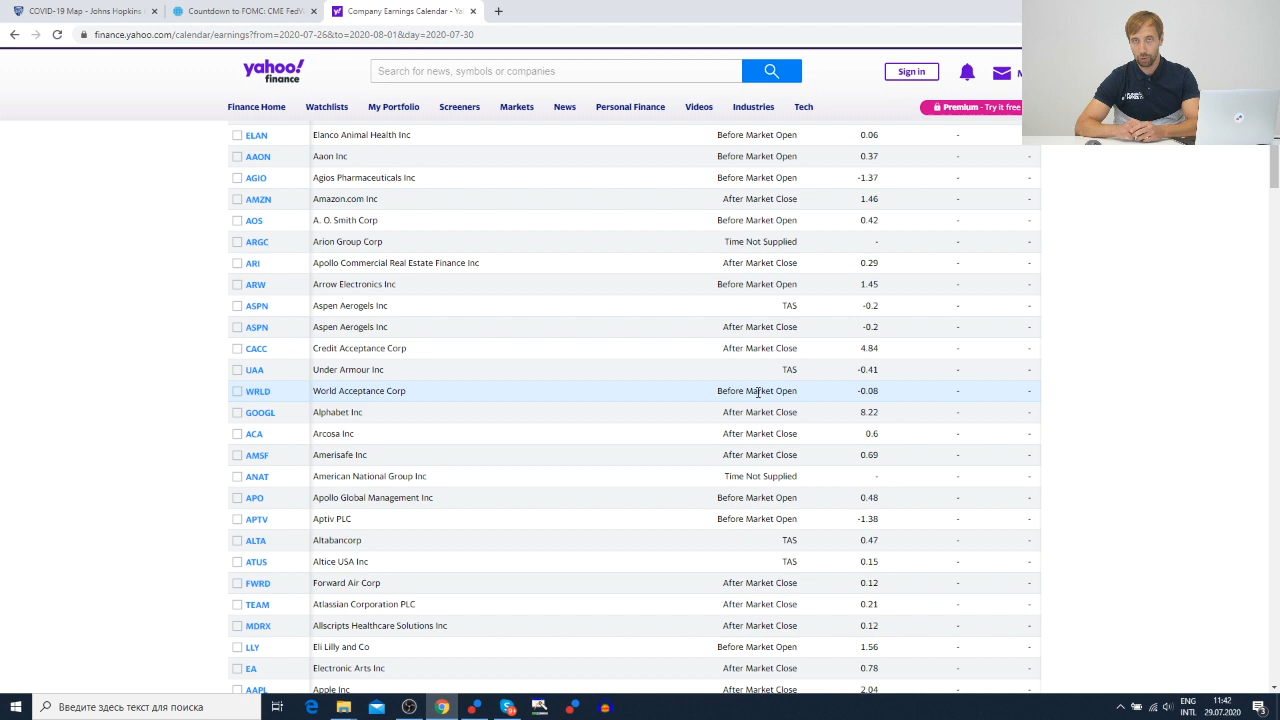 COVID-19 Map - Johns Hopkins
Countdown to FOMC: CME FedW
Company Earnings Calendar - Ya
finance.yahoo.com/calendar/earnings?from=2020-07-26&to=2020-08-01&day=2020-07-30
yahoo!
finance
Search for news, symbols or companies
Sign in
M
Finance Home Watchlists My Portfolio Screeners Markets News Personal Finance Videos Industries Tech
Premium - Try it free
ELAN Elanco Animal Health Inc Before Market Open 0.06 - -
AAON Aaon Inc Before Market Open 0.37 - -
AGIO Agios Pharmaceuticals Inc Before Market Open -1.37 - -
AMZN Amazon.com Inc After Market Close 1.46 - -
AOS A. O. Smith Corp Before Market Open 0.42 - -
ARGC Arion Group Corp Time Not Supplied - - -
ARI Apollo Commercial Real Estate Finance Inc After Market Close 0.29 - -
ARW Arrow Electronics Inc Before Market Open 1.45 - -
ASPN Aspen Aerogels Inc TAS -0.2 - -
ASPN Aspen Aerogels Inc After Market Close -0.2 - -
CACC Credit Acceptance Corp After Market Close 4.84 - -
UAA Under Armour Inc TAS -0.41 - -
WRLD World Acceptance Corp Before Market Open -0.08 - -
GOOGL Alphabet Inc After Market Close 8.22 - -
ACA Arcosa Inc After Market Close 0.6 - -
AMSF Amerisafe Inc After Market Close 0.69 - -
ANAT American National Group Inc Time Not Supplied - - -
APO Apollo Global Management Inc Before Market Open 0.48 - -
APTV Aptiv PLC Before Market Open -1.38 - -
ALTA Altabancorp TAS 0.47 - -
ATUS Altice USA Inc TAS 0.15 - -
FWRD Forward Air Corp After Market Close 0.12 - -
TEAM Atlassian Corporation PLC After Market Close 0.21 - -
MDRX Allscripts Healthcare Solutions Inc After Market Close 0.12 - -
LLY Eli Lilly and Co Before Market Open 1.56 - -
EA Electronic Arts Inc After Market Close 0.78 - -
AAPL Apple Inc After Market Close 2.04 - -
Введите здесь текст для поиска
ENG 11:42
INTL 29.07.2020